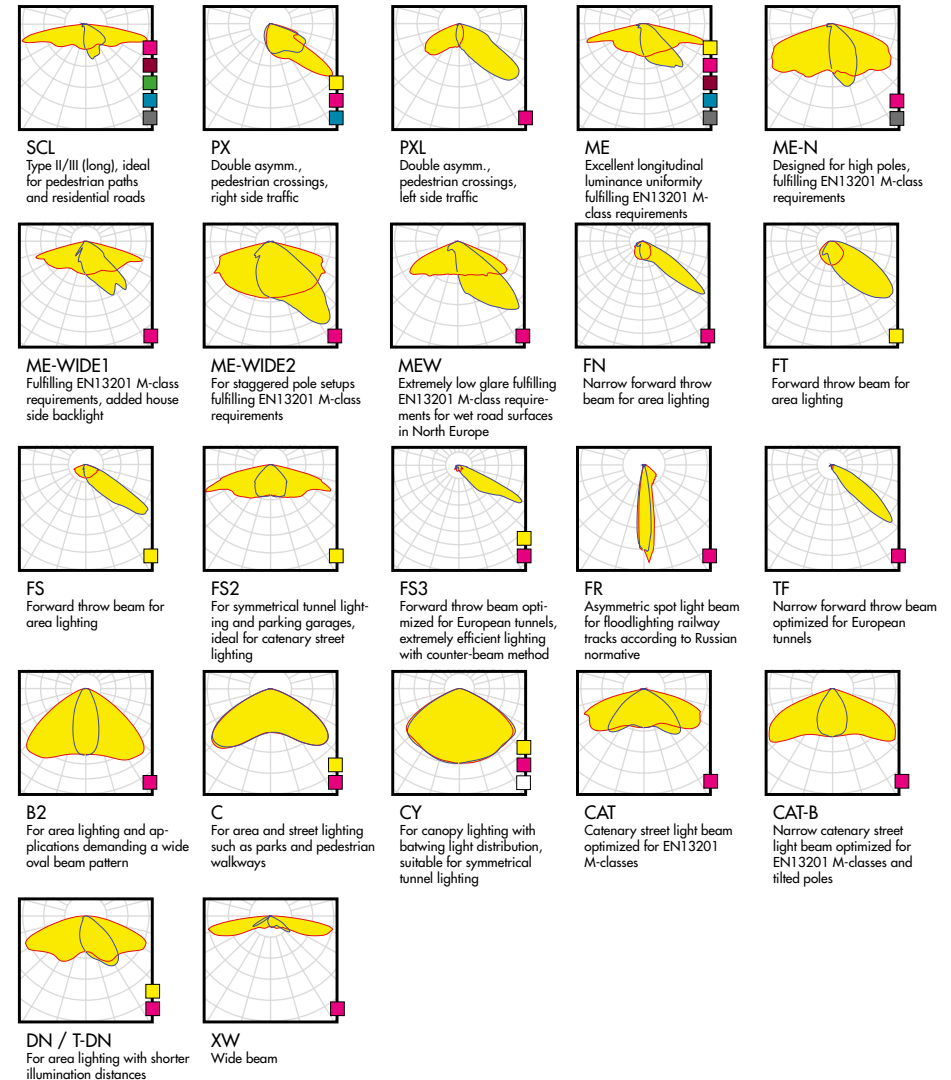 SCL
Type II/III (long), ideal
for pedestrian paths
and residential roads
PX
Double asymm.,
pedestrian crossings,
right side traffic
PXL
Double asymm.,
pedestrian crossings,
left side traffic
ME
Excellent longitudinal
luminance uniformity
fulfilling EN13201 M-
class requirements
ME-N
Designed for high poles,
fulfilling EN13201 M-class
requirements
ME-WIDE1
Fulfilling EN13201 M-class
requirements, added house
side backlight
ME-WIDE2
For staggered pole setups
fulfilling EN13201 M-class
requirements
MEW
Extremely low glare fulfilling
EN13201 M-class require-
ments for wet road surfaces
in North Europe
FN
Narrow forward throw
beam for area lighting
FT
Forward throw beam for
area lighting
FS
Forward throw beam for
area lighting
FS2
For symmetrical tunnel light-
ing and parking garages,
ideal for catenary street
lighting
FS3
Forward throw beam opti-
mized for European tunnels,
extremely efficient lighting
with counter-beam method
FR
Asymmetric spot light beam
for floodlighting railway
tracks according to Russian
normative
TF
Narrow forward throw beam
optimized for European
tunnels
B2
For area lighting and ap-
plications demanding a wide
oval beam pattern
C
For area and street lighting
such as parks and pedestrian
walkways
CY
For canopy lighting with
batwing light distribution,
suitable for symmetrical
tunnel lighting
CAT
Catenary street light beam
optimized for EN13201
M-classes
CAT-B
Narrow catenary street
light beam optimized for
EN13201 M-classes and
tilted poles
DN / T-DN
For area lighting with shorter
illumination distances
XW
Wide beam